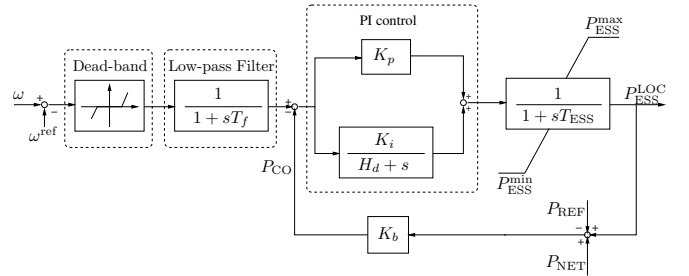 PI control
P_ESS^max
Dead-band
Low-pass Filter
K_p
ω
+
−
ω^ref
1
1 + sT_f
+
−
+
+
1
1 + sT_ESS
P_ESS^LOC
K_i
H_d + s
P_CO
P_ESS^min
P_REF
−
+
+
K_b
P_NET